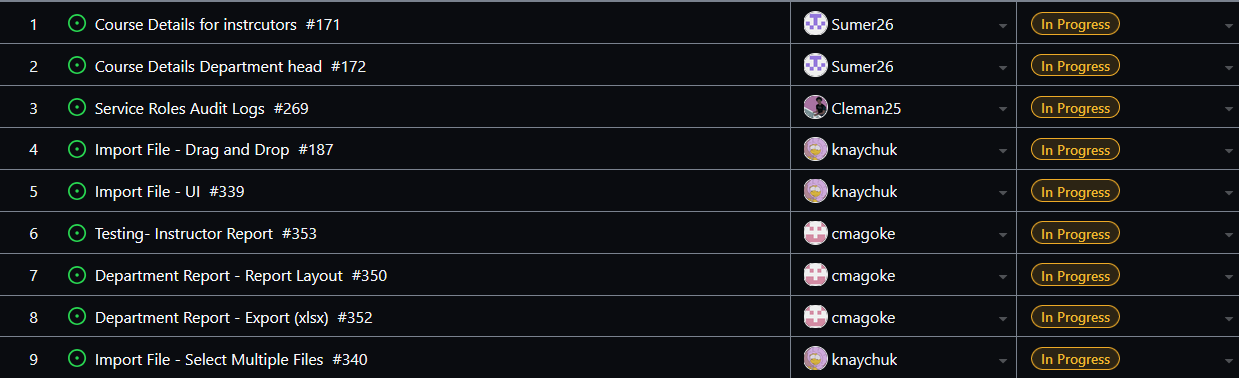 1 Course Details for instrcutors #171 Sumer26 In Progress
2 Course Details Department head #172 Sumer26 In Progress
3 Service Roles Audit Logs #269 Cleman25 In Progress
4 Import File - Drag and Drop #187 knaychuk In Progress
5 Import File - UI #339 knaychuk In Progress
6 Testing- Instructor Report #353 cmagoke In Progress
7 Department Report - Report Layout #350 cmagoke In Progress
8 Department Report - Export (xlsx) #352 cmagoke In Progress
9 Import File - Select Multiple Files #340 knaychuk In Progress